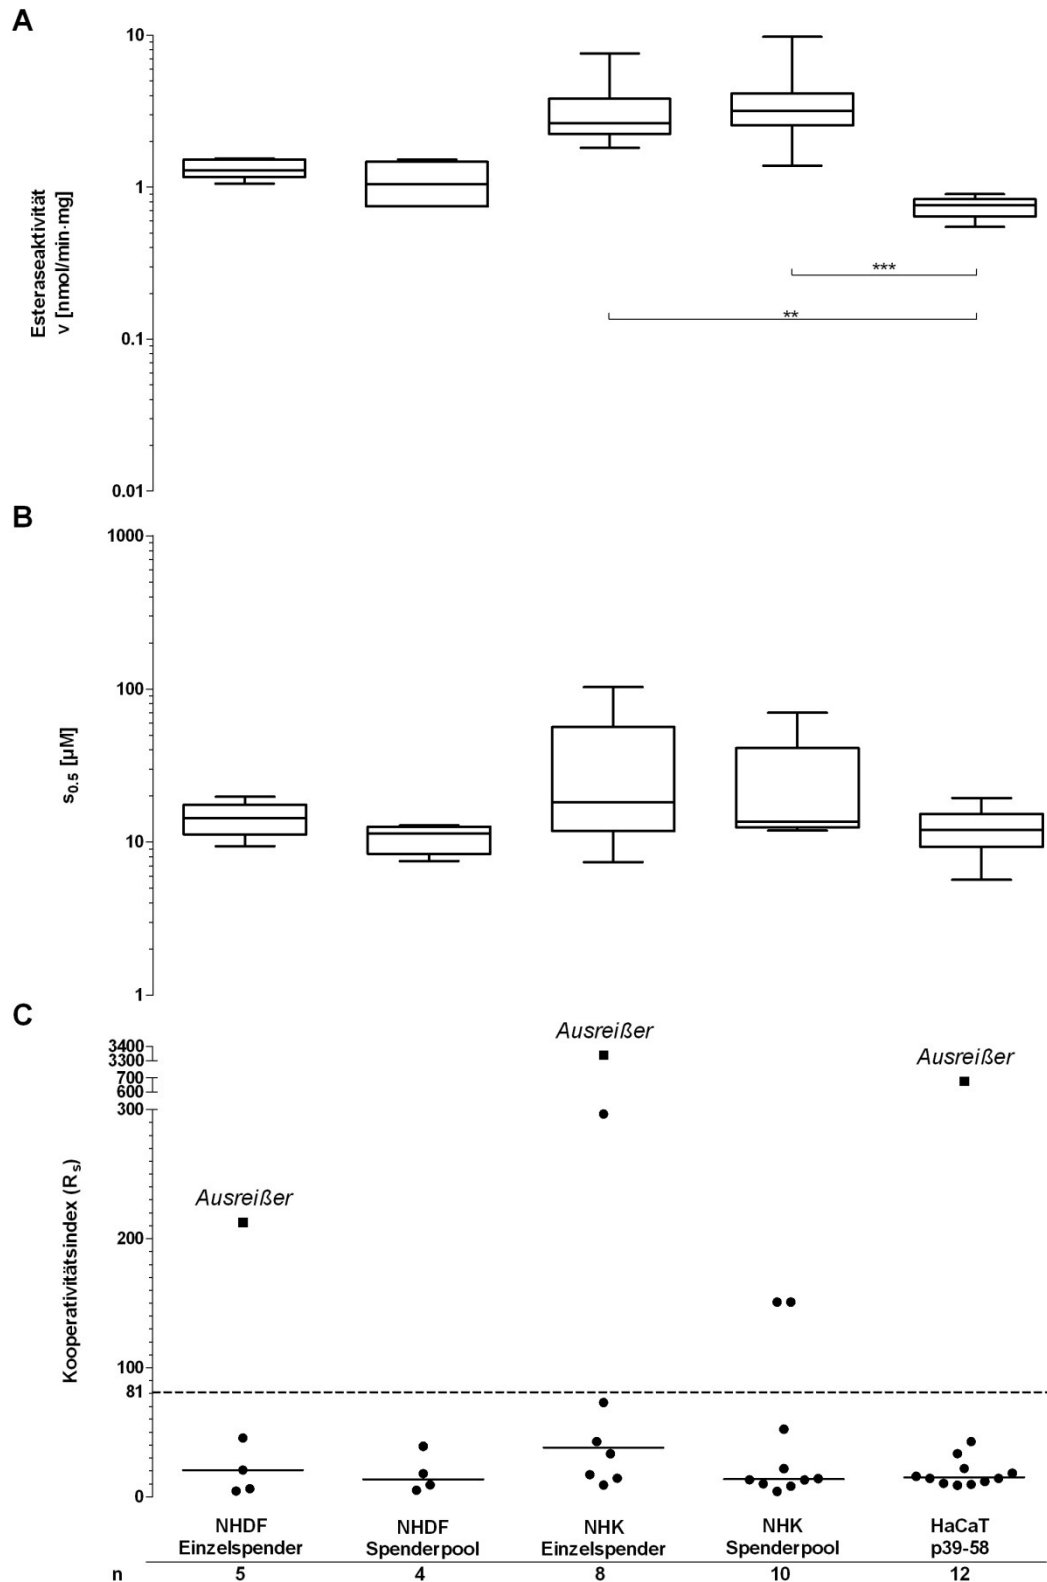 A
10
1
0.1
0.01
Esteraseaktivität
v [nmol/min·mg]
***
**
B
1000
100
10
1
s0.5 [µM]
C
3400
3300
700
600
300
200
100
81
0
Kooperativitätsindex (Rs)
Ausreißer
Ausreißer
Ausreißer
NHDF NHDF NHK NHK HaCaT
Einzelspender Spenderpool Einzelspender Spenderpool p39-58
n 5 4 8 10 12